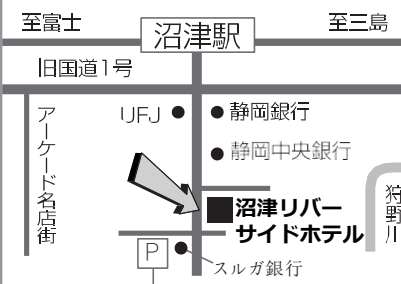 至富士
沼津駅
至三島
旧国道1号
UFJ
静岡銀行
静岡中央銀行
アーケード名店街
沼津リバー
サイドホテル
狩野川
P
スルガ銀行